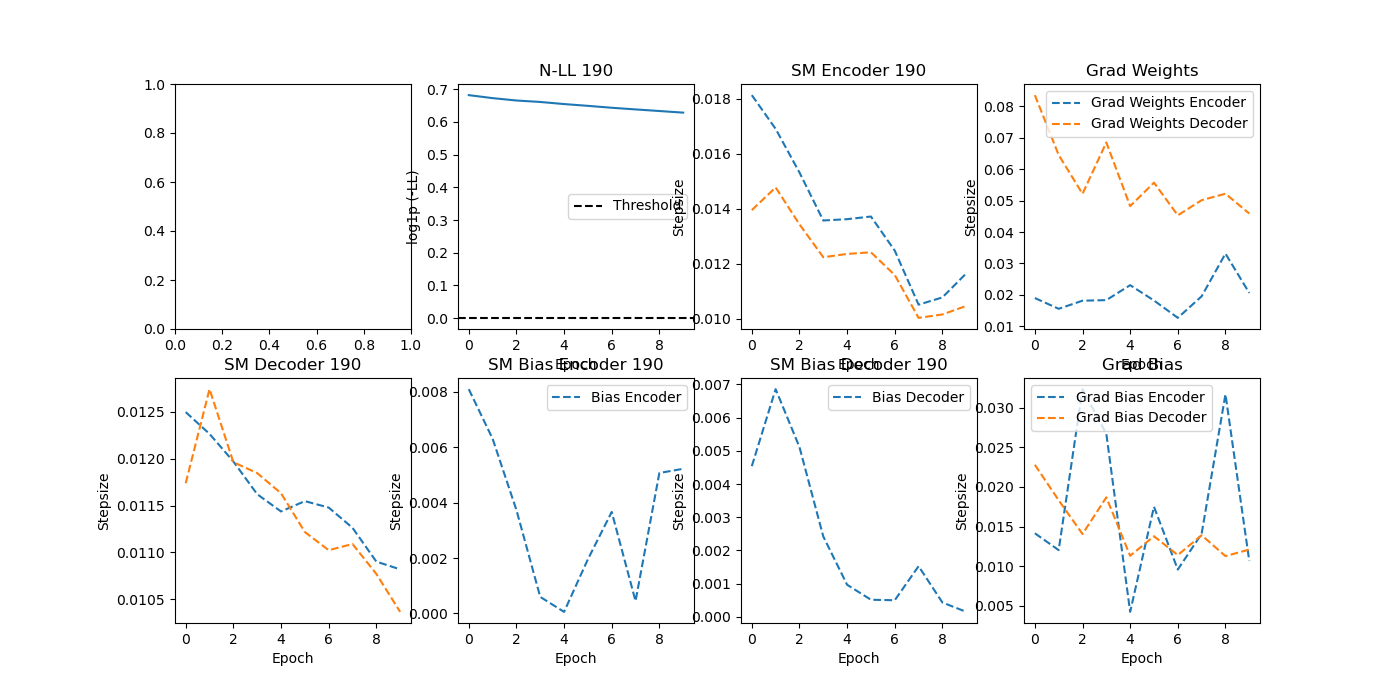 N-LL 190
SM Encoder 190
Grad Weights
1.0
0.8
0.6
0.4
0.2
0.0
0.0 0.2 0.4 0.6 0.8 1.0
log1p (-LL)
0.7
0.6
0.5
0.4
0.3
0.2
0.1
0.0
Threshold
0 2 4 6 8
Epoch
Stepsize
0.018
0.016
0.014
0.012
0.010
0 2 4 6 8
Epoch
Stepsize
0.08
0.07
0.06
0.05
0.04
0.03
0.02
0.01
Grad Weights Encoder
Grad Weights Decoder
0 2 4 6 8
Epoch
SM Decoder 190
SM Bias Encoder 190
SM Bias Decoder 190
Grad Bias
Stepsize
0.0125
0.0120
0.0115
0.0110
0.0105
0 2 4 6 8
Epoch
Stepsize
0.008
0.006
0.004
0.002
0.000
Bias Encoder
0 2 4 6 8
Epoch
Stepsize
0.007
0.006
0.005
0.004
0.003
0.002
0.001
0.000
Bias Decoder
0 2 4 6 8
Epoch
Stepsize
0.030
0.025
0.020
0.015
0.010
0.005
Grad Bias Encoder
Grad Bias Decoder
0 2 4 6 8
Epoch